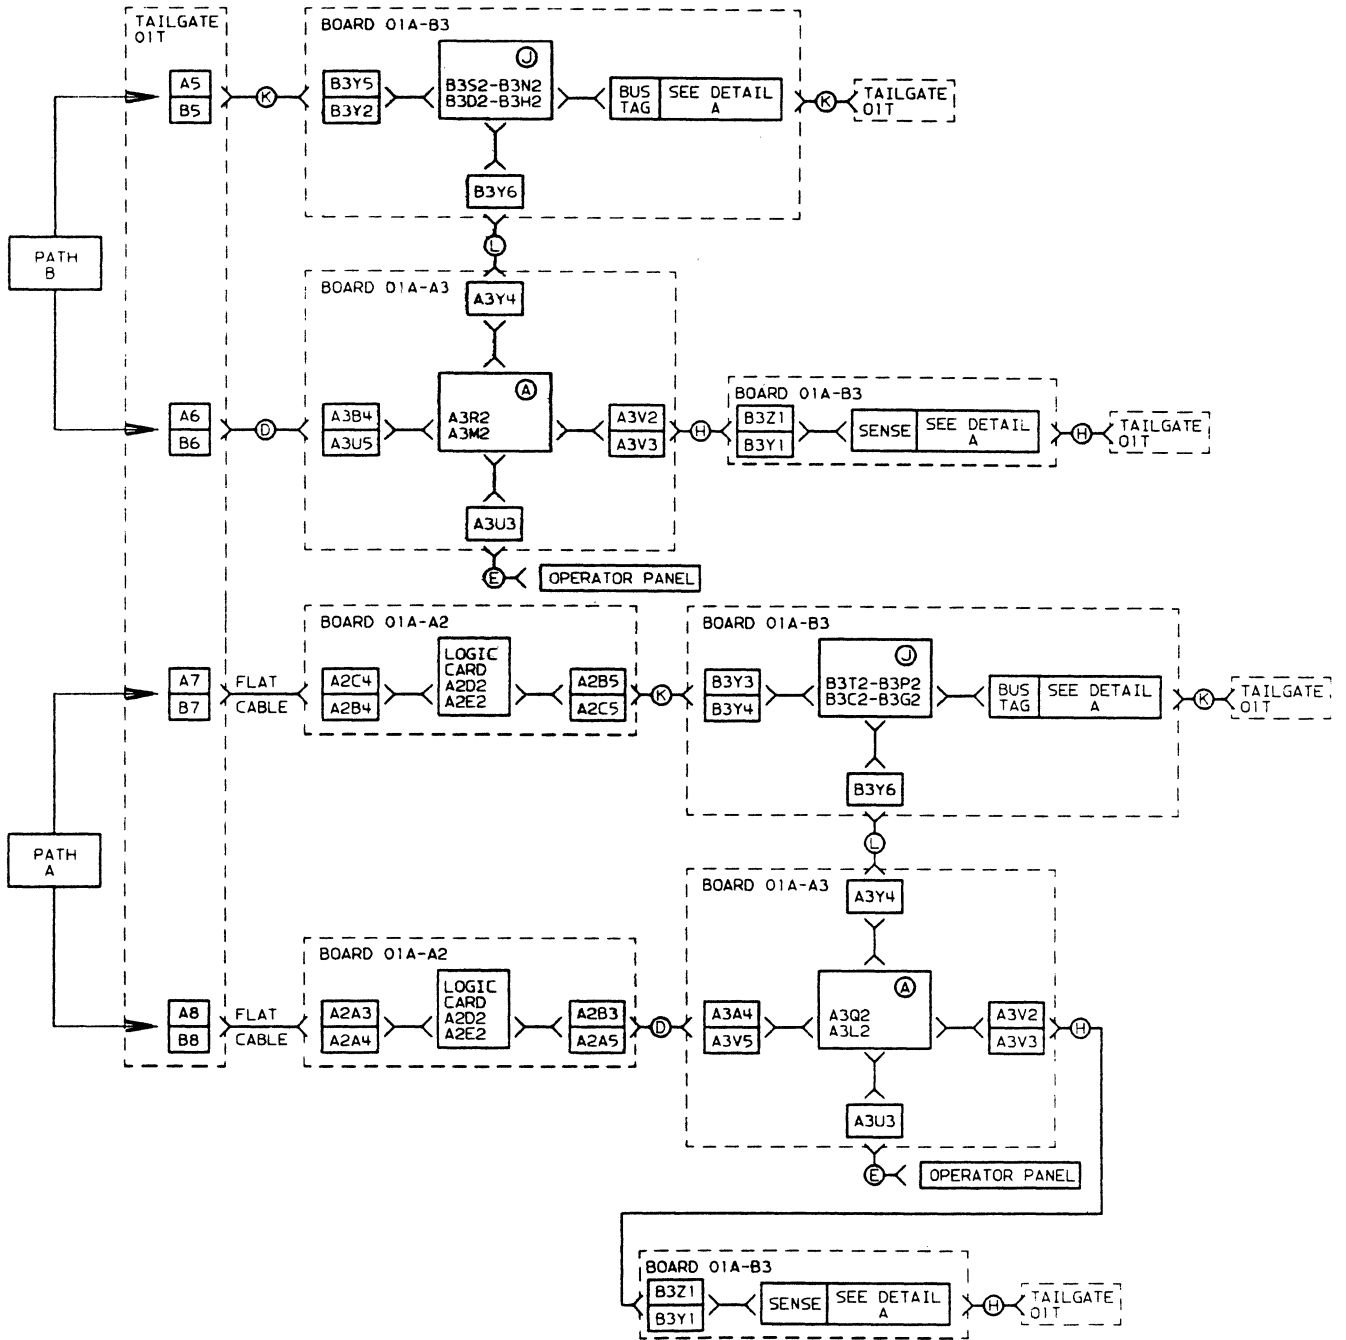 TAILGATE
01T
BOARD 01A-B3
J
A5
B5
K
B3Y5
B3Y2
B3S2-B3N2
B3D2-B3H2
BUS
TAG
SEE DETAIL
A
K
TAILGATE
01T
B3Y6
L
PATH
B
BOARD 01A-A3
A3Y4
A
A6
B6
D
A3B4
A3U5
A3R2
A3M2
A3V2
A3V3
H
BOARD 01A-B3
B3Z1
B3Y1
SENSE
SEE DETAIL
A
H
TAILGATE
01T
A3U3
E
OPERATOR PANEL
BOARD 01A-A2
BOARD 01A-B3
A7
B7
FLAT
CABLE
A2C4
A2B4
LOGIC
CARD
A2D2
A2E2
A2B5
A2C5
K
B3Y3
B3Y4
J
B3T2-B3P2
B3C2-B3G2
BUS
TAG
SEE DETAIL
A
K
TAILGATE
01T
B3Y6
L
PATH
A
BOARD 01A-A3
A3Y4
BOARD 01A-A2
A8
B8
FLAT
CABLE
A2A3
A2A4
LOGIC
CARD
A2D2
A2E2
A2B3
A2A5
D
A3A4
A3V5
A
A3Q2
A3L2
A3V2
A3V3
H
A3U3
E
OPERATOR PANEL
BOARD 01A-B3
B3Z1
B3Y1
SENSE
SEE DETAIL
A
H
TAILGATE
01T